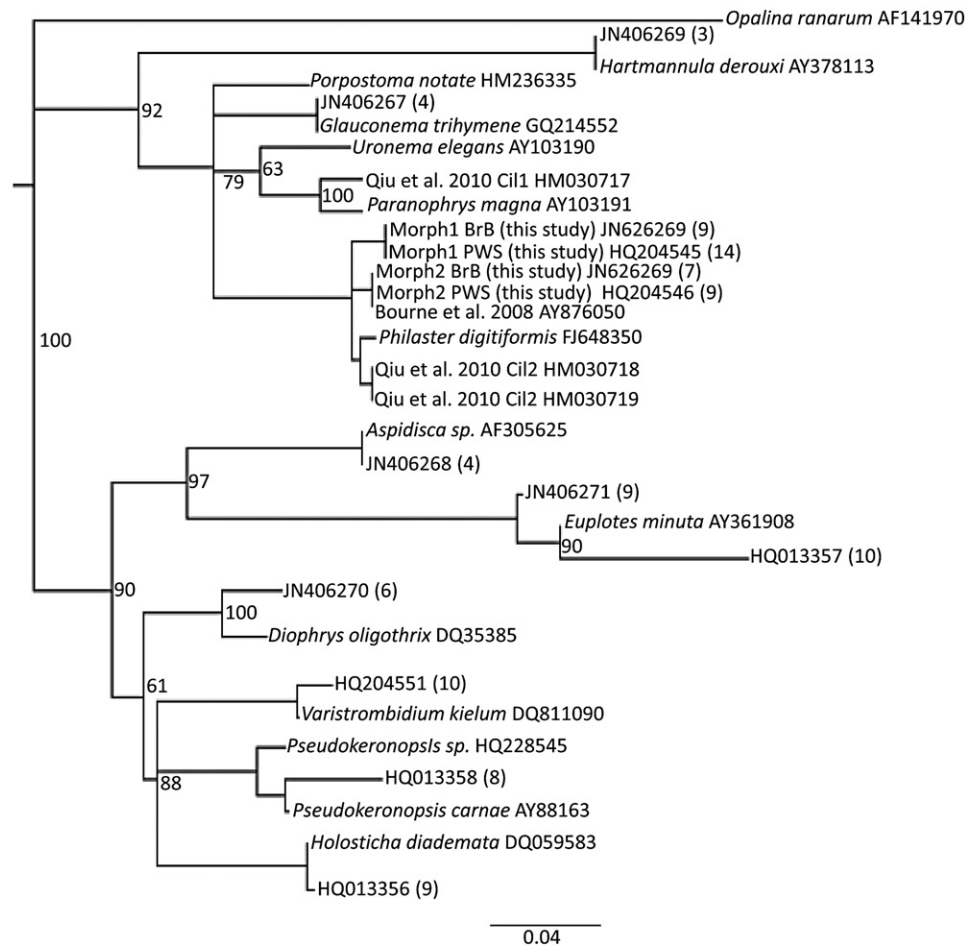 Opalina ranarum AF141970
JN406269 (3)
Hartmannula derouxi AY378113
Porpostoma notate HM236335
92
JN406267 (4)
Glauconema trihymene GQ214552
Uronema elegans AY103190
63
79
Qiu et al. 2010 Cil1 HM030717
100
Paranophrys magna AY103191
Morph1 BrB (this study) JN626269 (9)
Morph1 PWS (this study) HQ204545 (14)
Morph2 BrB (this study) JN626269 (7)
Morph2 PWS (this study) HQ204546 (9)
Bourne et al. 2008 AY876050
Philaster digitiformis FJ648350
100
Qiu et al. 2010 Cil2 HM030718
Qiu et al. 2010 Cil2 HM030719
Aspidisca sp. AF305625
JN406268 (4)
97
JN406271 (9)
Euplotes minuta AY361908
90
HQ013357 (10)
90
JN406270 (6)
100
Diophrys oligothrix DQ35385
61
HQ204551 (10)
Varistrombidium kielum DQ811090
PseudokeronopsIs sp. HQ228545
88
HQ013358 (8)
Pseudokeronopsis carnae AY88163
Holosticha diademata DQ059583
HQ013356 (9)
0.04